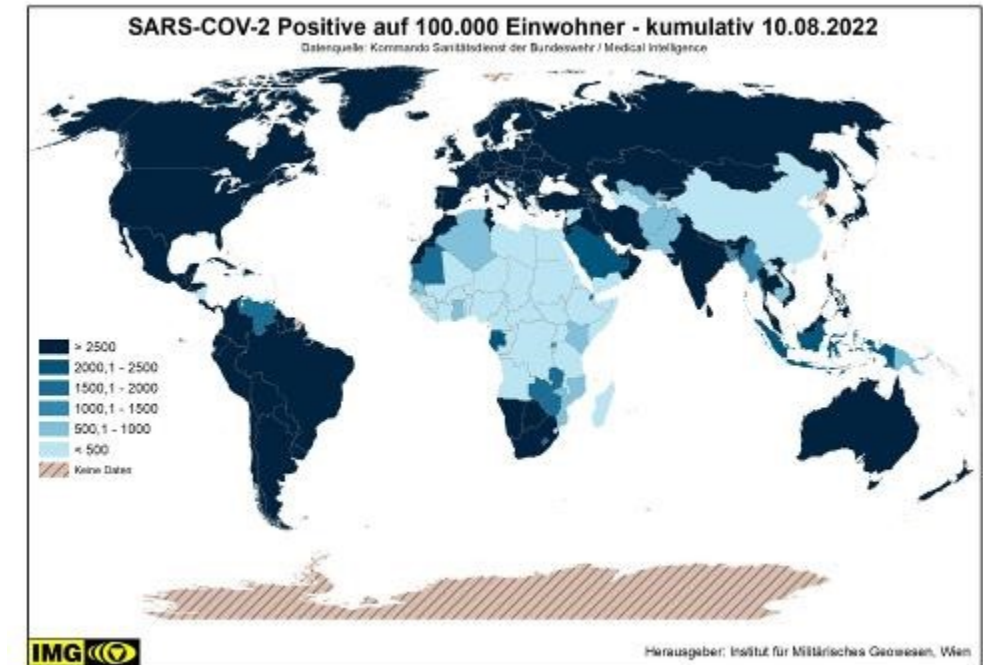 SARS-COV-2 Positive auf 100.000 Einwohner - kumulativ 10.08.2022
Datenquelle: Kommando Sanitätsdienst der Bundeswehr / Medical Intelligence
> 2500
2000,1 - 2500
1500,1 - 2000
1000,1 - 1500
500,1 - 1000
< 500
Keine Daten
IMG
Herausgeber: Institut für Militärisches Geowesen, Wien